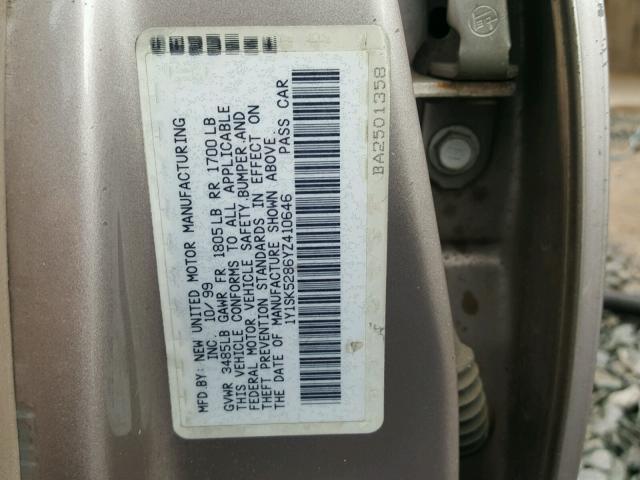 MFD.BY: NEW UNITED MOTOR MANUFACTURING
INC. 10/99
GVWR 3485LB GAWR FR 1805LB RR 1700LB
THIS VEHICLE CONFORMS TO ALL APPLICABLE
FEDERAL MOTOR VEHICLE SAFETY,BUMPER,AND
THEFT PREVENTION STANDARDS IN EFFECT ON
THE DATE OF MANUFACTURE SHOWN ABOVE.
1Y1SK5286YZ410646 PASS CAR
BA2501358